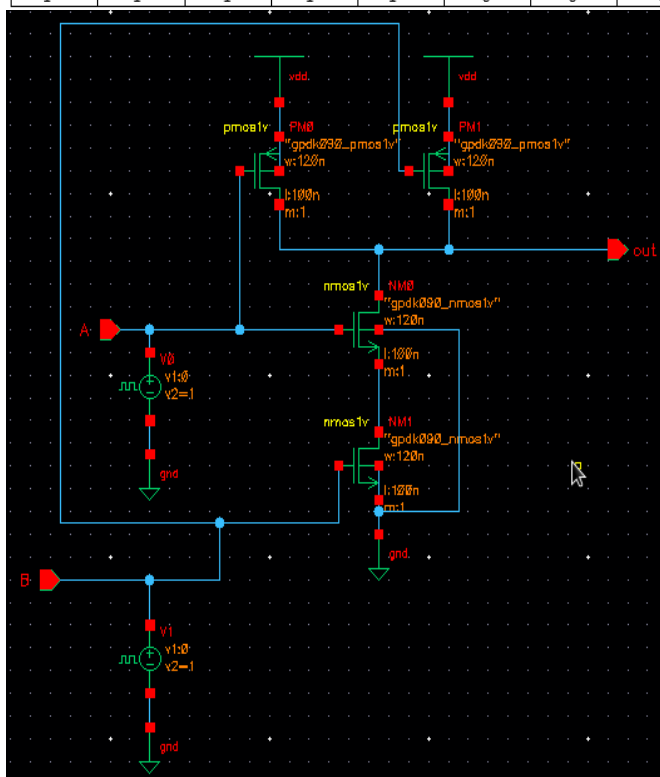 vdd
vdd
pmos1v PM0
"gpdk090_pmos1v"
w:120n
l:100n
m:1
pmos1v PM1
"gpdk090_pmos1v"
w:120n
l:100n
m:1
out
nmos1v NM0
"gpdk090_nmos1v"
w:120n
l:100n
m:1
A
V0
v1:0
v2=1
gnd
nmos1v NM1
"gpdk090_nmos1v"
w:120n
l:100n
m:1
gnd
B
V1
v1:0
v2=1
gnd